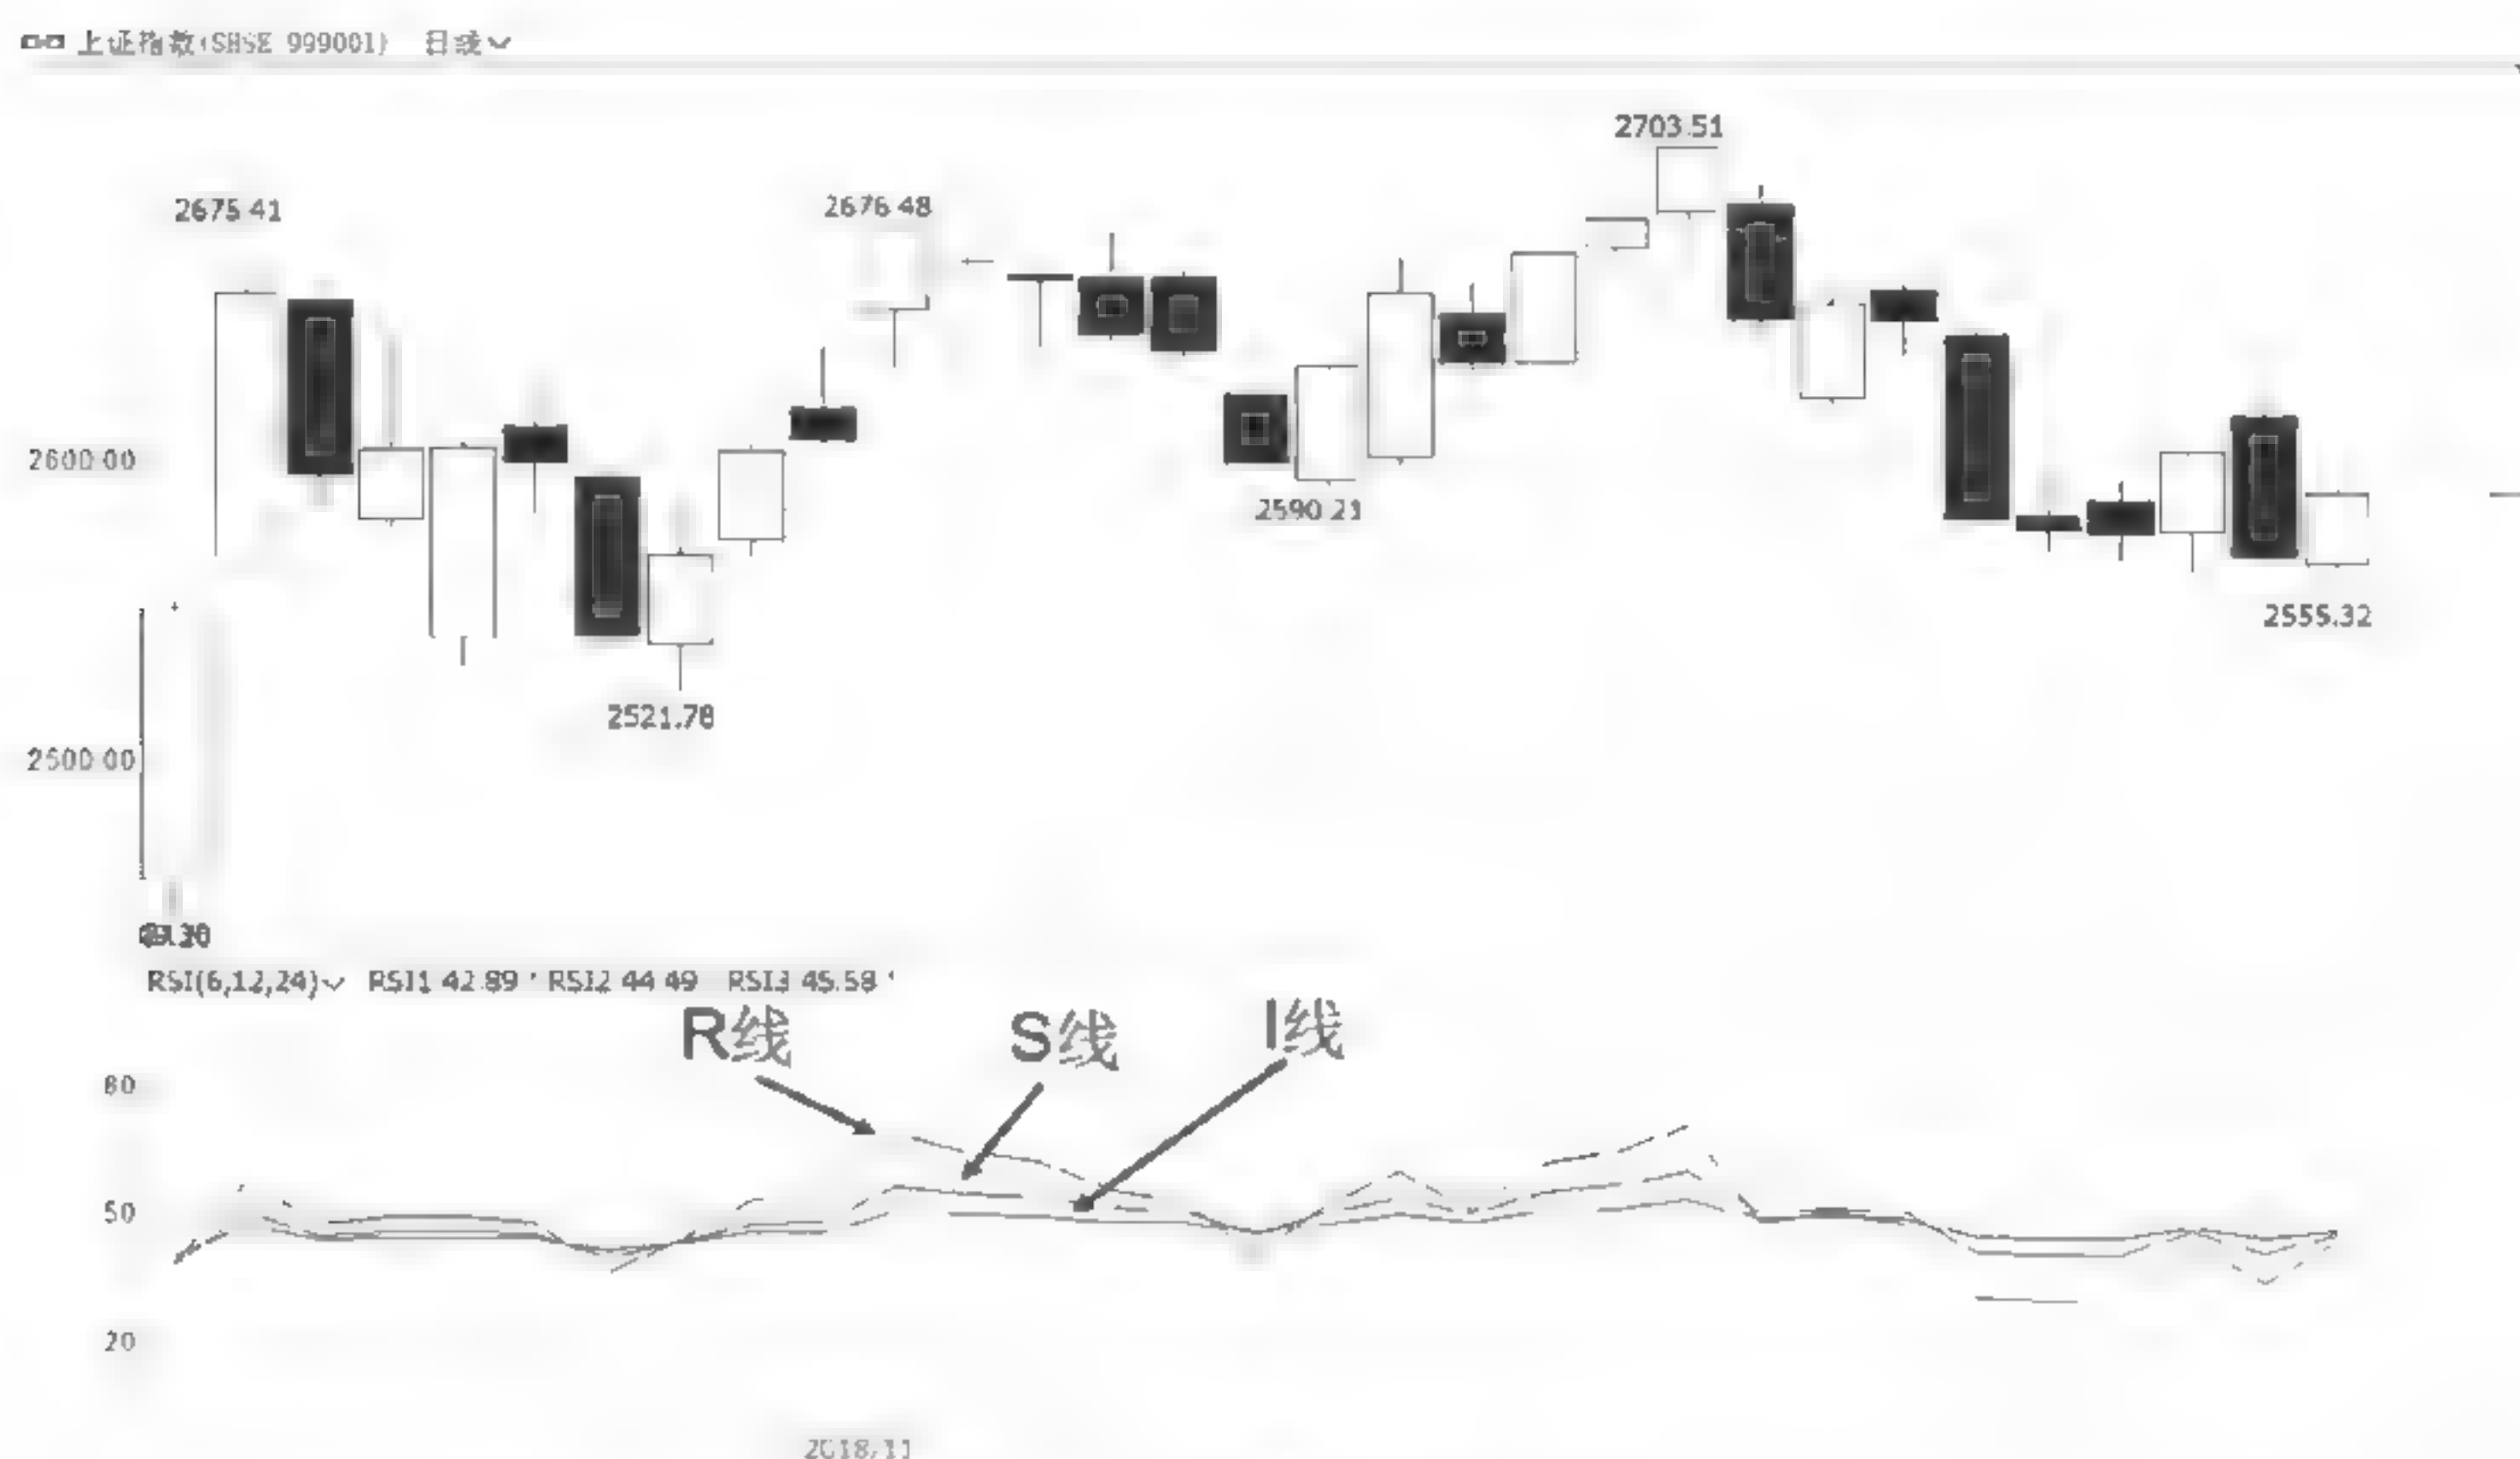 上证指数(SHSE 999001) 日线
2703.51
2675.41
2676.48
2600.00
2590.21
2555.32
2521.78
2500.00
RSI(6,12,24) RSI1 42.89 RSI2 44.49 RSI3 45.58
R线
S线
I线
80
50
20
2018/11